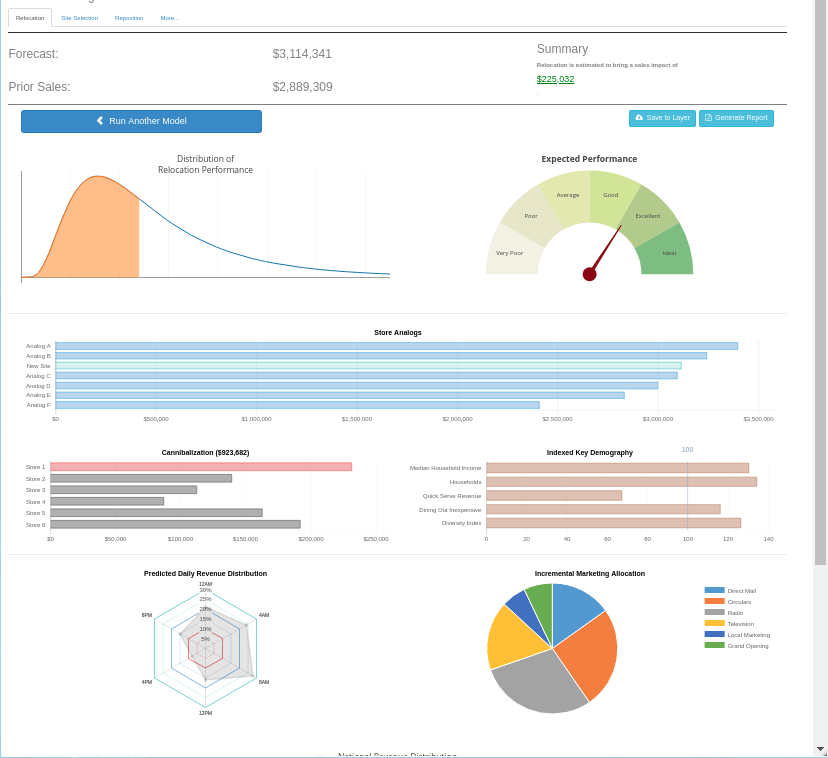 Relocation Site Selection Reposition More...
Forecast: $3,114,341
Summary
Relocation is estimated to bring a sales impact of
$225,032
Prior Sales: $2,889,309
Run Another Model
Save to Layer Generate Report
Distribution of
Relocation Performance
Expected Performance
Very Poor
Poor
Average
Good
Excellent
Ideal
Store Analogs
Analog A
Analog B
New Site
Analog C
Analog D
Analog E
Analog F
$0 $500,000 $1,000,000 $1,500,000 $2,000,000 $2,500,000 $3,000,000 $3,500,000
Cannibalization ($923,682)
Store 1
Store 2
Store 3
Store 4
Store 5
Store 6
$0 $50,000 $100,000 $150,000 $200,000 $250,000
Indexed Key Demography
100
Median Household Income
Households
Quick Serve Revenue
Dining Out Inexpensive
Diversity Index
0 20 40 60 80 100 120 140
Predicted Daily Revenue Distribution
12AM
30%
25%
20%
15%
10%
5%
8PM 4AM
4PM 8AM
12PM
Incremental Marketing Allocation
Direct Mail
Circulars
Radio
Television
Local Marketing
Grand Opening